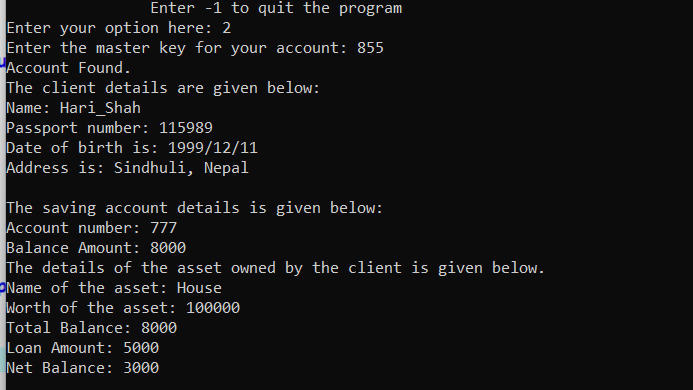 Enter -1 to quit the program
Enter your option here: 2
Enter the master key for your account: 855
Account Found.
The client details are given below:
Name: Hari_Shah
Passport number: 115989
Date of birth is: 1999/12/11
Address is: Sindhuli, Nepal
The saving account details is given below:
Account number: 777
Balance Amount: 8000
The details of the asset owned by the client is given below.
Name of the asset: House
Worth of the asset: 100000
Total Balance: 8000
Loan Amount: 5000
Net Balance: 3000